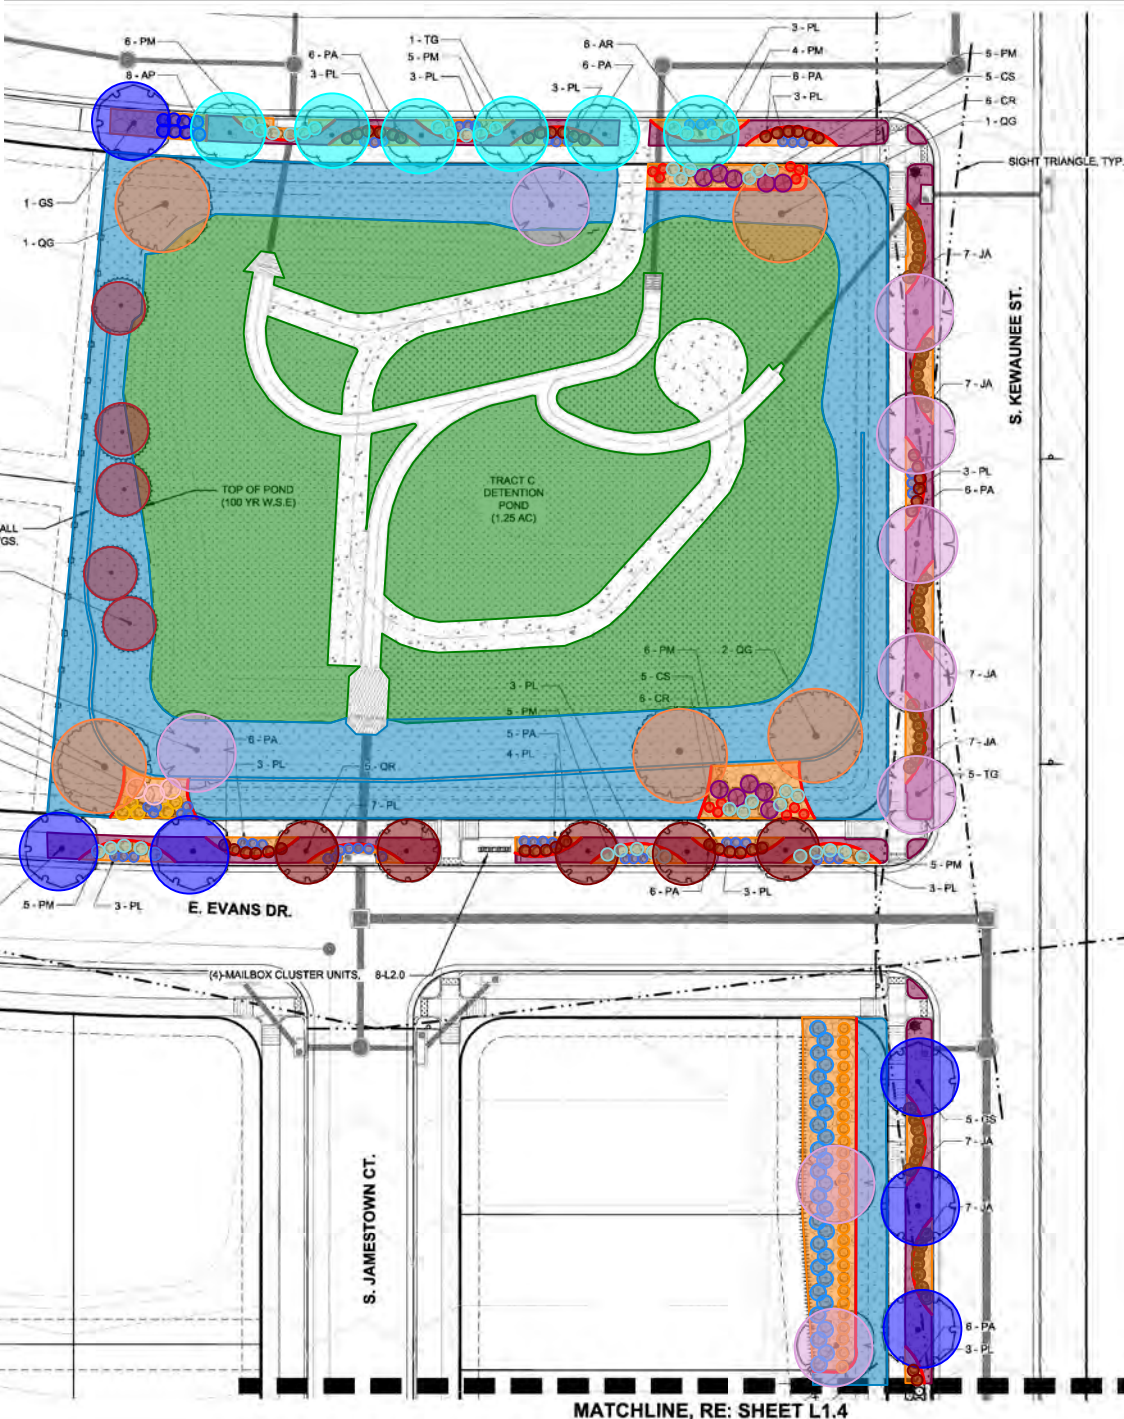 3 - PL
1 - TG
6 - PM
6 - AR
4 - PM
5 - PM
6 - PA
5 - PM
6 - PA
6 - PA
5 - CS
8 - AP
3 - PL
3 - PL
3 - PL
3 - PL
6 - CR
1 - QG
SIGHT TRIANGLE, TYP.
1 - GS
1 - QG
7 - JA
S. KEWAUNEE ST.
7 - JA
3 - PL
6 - PA
TOP OF POND
(100 YR W.S.E)
TRACT C
DETENTION
POND
(1.25 AC)
6 - PM
2 - QG
5 - CS
6 - CR
7 - JA
3 - PL
5 - PM
5 - PA
4 - PL
6 - PA
3 - PL
5 - QR
7 - PL
7 - JA
5 - TG
5 - PM
3 - PL
6 - PA
3 - PL
5 - PM
3 - PL
E. EVANS DR.
(4)-MAILBOX CLUSTER UNITS, 8-L2.0
5 - GS
7 - JA
7 - JA
S. JAMESTOWN CT.
6 - PA
3 - PL
MATCHLINE, RE: SHEET L1.4